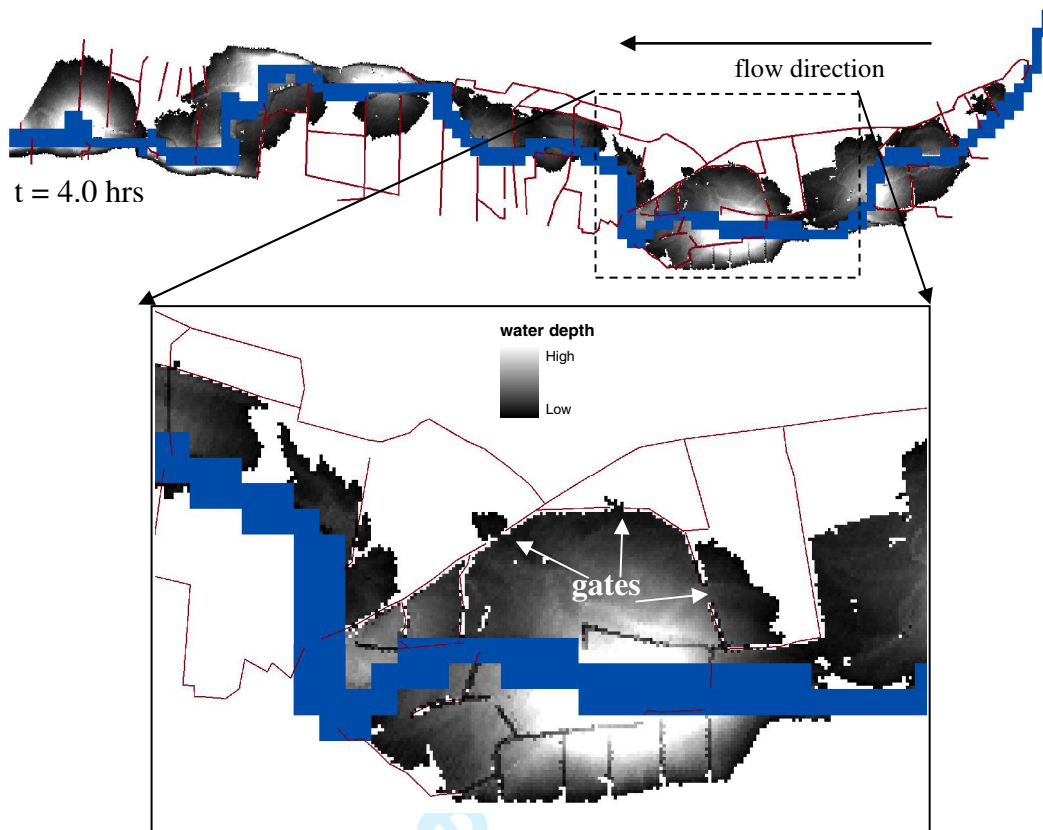 flow direction
t = 4.0 hrs
water depth
High
Low
gates